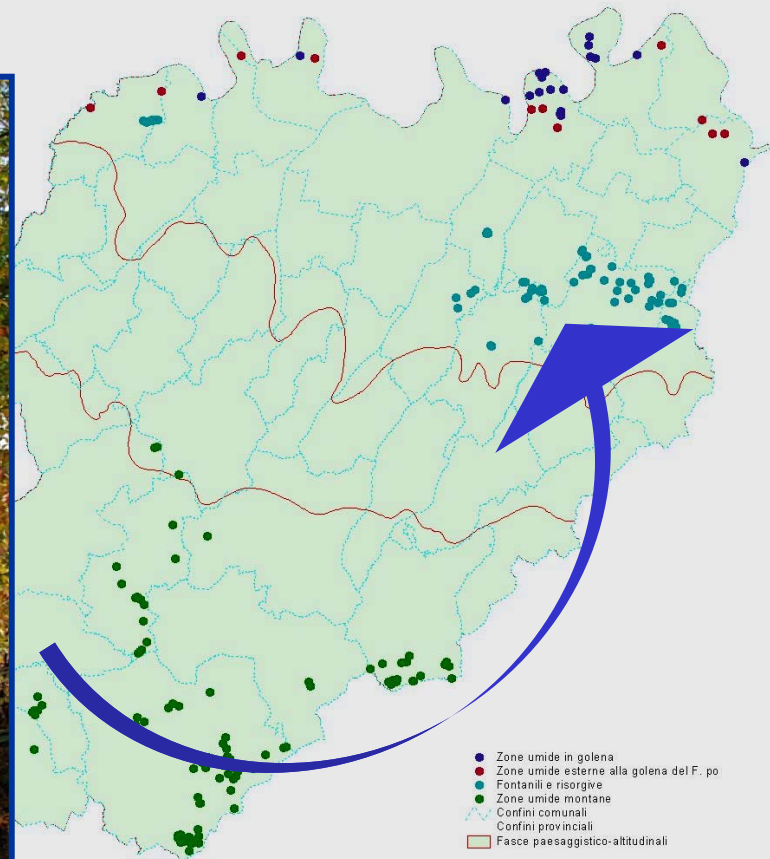 Zone umide in golena
Zone umide esterne alla golena del F. po
Fontanili e risorgive
Zone umide montane
Confini comunali
Confini provinciali
Fasce paesaggistico-altitudinali